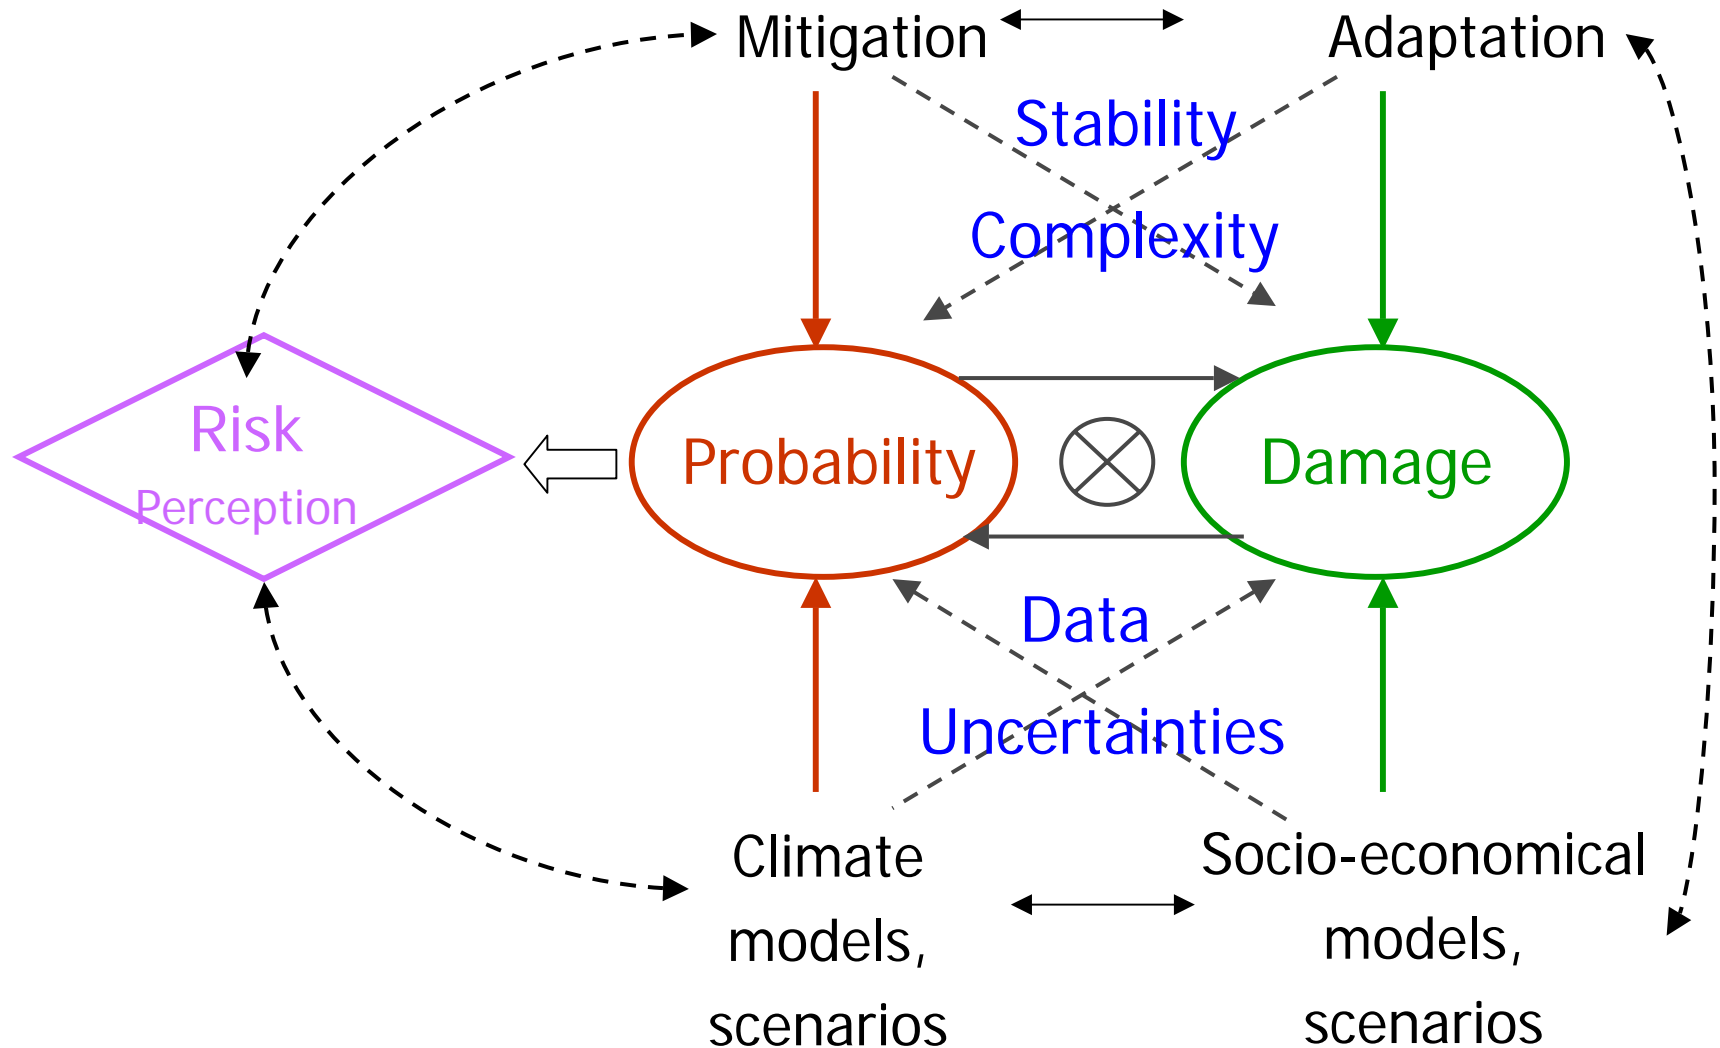 Mitigation
Adaptation
Stability
Complexity
Risk
Perception
Probability
Damage
Data
Uncertainties
Climate
models,
scenarios
Socio-economical
models,
scenarios